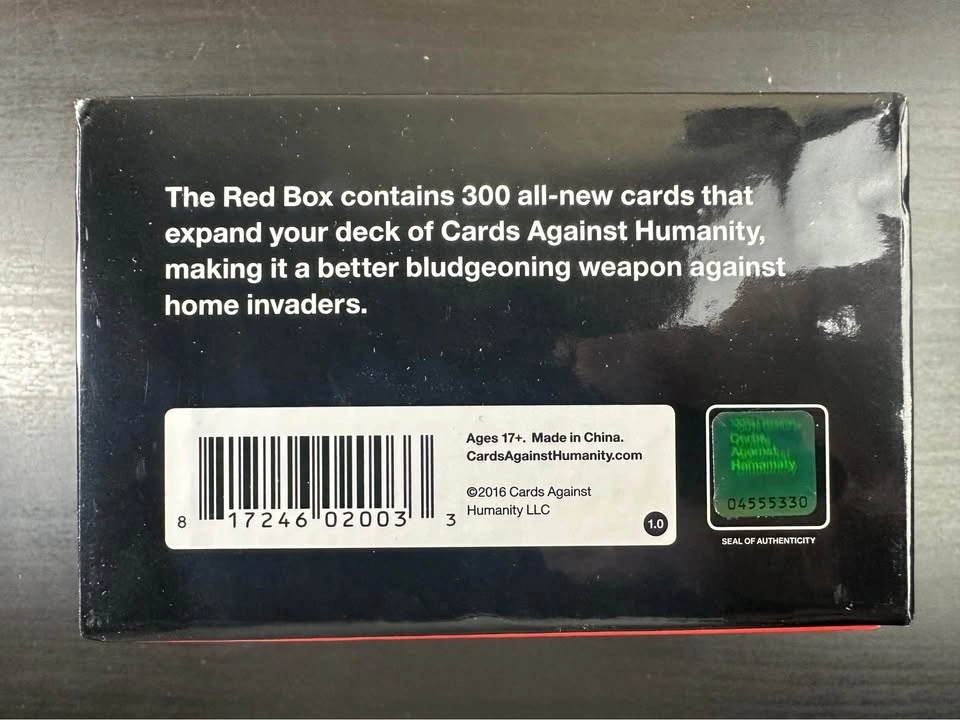 The Red Box contains 300 all-new cards that
expand your deck of Cards Against Humanity,
making it a better bludgeoning weapon against
home invaders.
Ages 17+. Made in China.
CardsAgainstHumanity.com
©2016 Cards Against
Humanity LLC
1.0
8 17246 02003 3
Cards
Against
Humanity
04555330
SEAL OF AUTHENTICITY